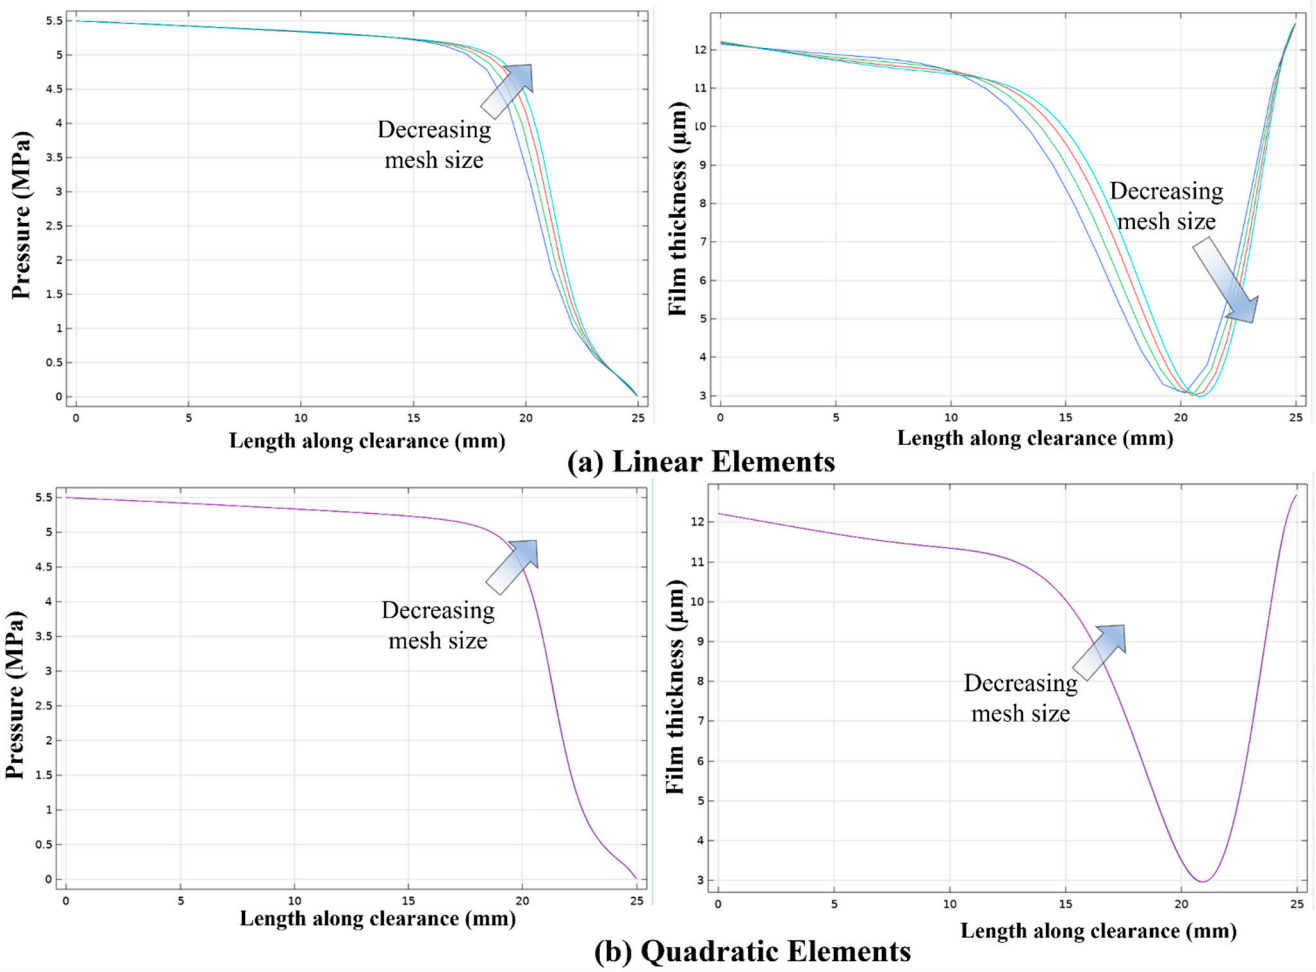 5.5
5
4.5
4
3.5
3
2.5
2
1.5
1
0.5
0
Pressure (MPa)
Decreasing
mesh size
0 5 10 15 20 25
Length along clearance (mm)
12
11
10
9
8
7
6
5
4
3
Film thickness (μm)
Decreasing
mesh size
0 5 10 15 20 25
Length along clearance (mm)
(a) Linear Elements
5.5
5
4.5
4
3.5
3
2.5
2
1.5
1
0.5
0
Pressure (MPa)
Decreasing
mesh size
0 5 10 15 20 25
Length along clearance (mm)
12
11
10
9
8
7
6
5
4
3
Film thickness (μm)
Decreasing
mesh size
0 5 10 15 20 25
Length along clearance (mm)
(b) Quadratic Elements